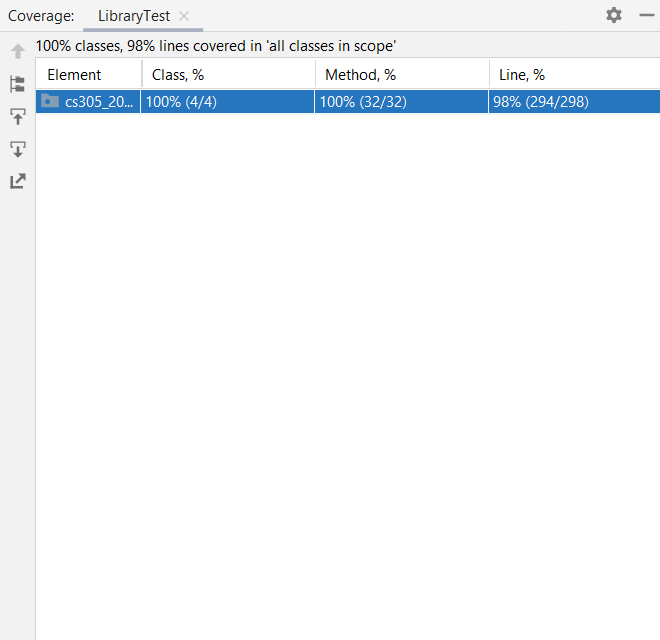 Coverage: LibraryTest
100% classes, 98% lines covered in 'all classes in scope'
Element Class, % Method, % Line, %
cs305_20... 100% (4/4) 100% (32/32) 98% (294/298)